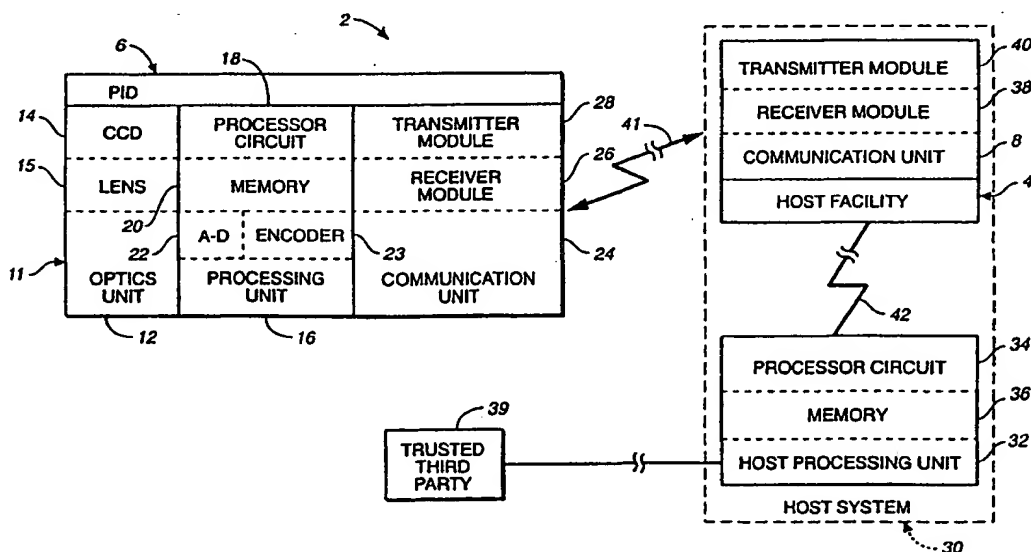 2
6
18
PID
14
CCD
PROCESSOR CIRCUIT
TRANSMITTER MODULE
28
15
LENS
MEMORY
RECEIVER MODULE
26
20
22
A-D
ENCODER
23
24
11
OPTICS UNIT
PROCESSING UNIT
COMMUNICATION UNIT
12
16
41
TRANSMITTER MODULE
40
RECEIVER MODULE
38
COMMUNICATION UNIT
8
HOST FACILITY
4
42
PROCESSOR CIRCUIT
34
MEMORY
36
HOST PROCESSING UNIT
32
HOST SYSTEM
30
39
TRUSTED THIRD PARTY